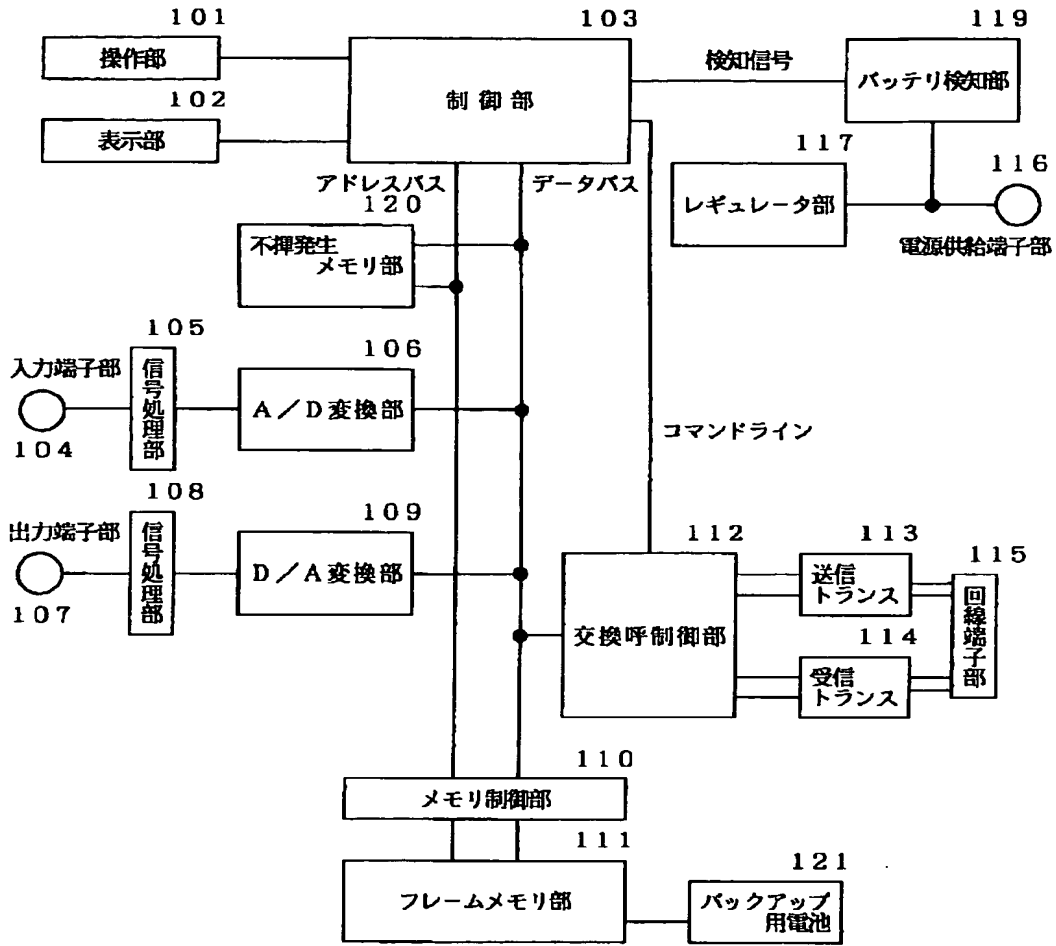 101
操作部
102
表示部
103
制御部
検知信号
119
バッテリ検知部
117
レギュレータ部
116
電源供給端子部
アドレスバス
データバス
120
不揮発生
メモリ部
105
入力端子部
104
信号処理部
106
A/D変換部
コマンドライン
108
出力端子部
107
信号処理部
109
D/A変換部
112
交換呼制御部
113
送信
トランス
114
受信
トランス
115
回線端子部
110
メモリ制御部
111
フレームメモリ部
121
バックアップ
用電池